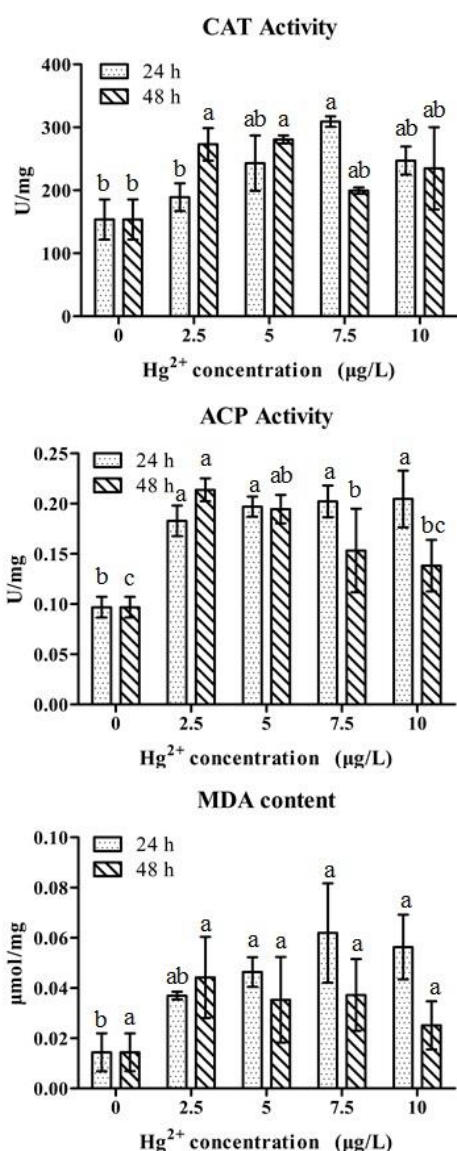 CAT Activity
24 h
48 h
U/mg
400
300
200
100
0
b b b a ab a a ab ab ab
0 2.5 5 7.5 10
Hg²⁺ concentration (µg/L)
ACP Activity
24 h
48 h
U/mg
0.25
0.20
0.15
0.10
0.05
0.00
b c a a a ab a b a bc
0 2.5 5 7.5 10
Hg²⁺ concentration (µg/L)
MDA content
24 h
48 h
µmol/mg
0.10
0.08
0.06
0.04
0.02
0.00
b a ab a a a a a a a
0 2.5 5 7.5 10
Hg²⁺ concentration (µg/L)